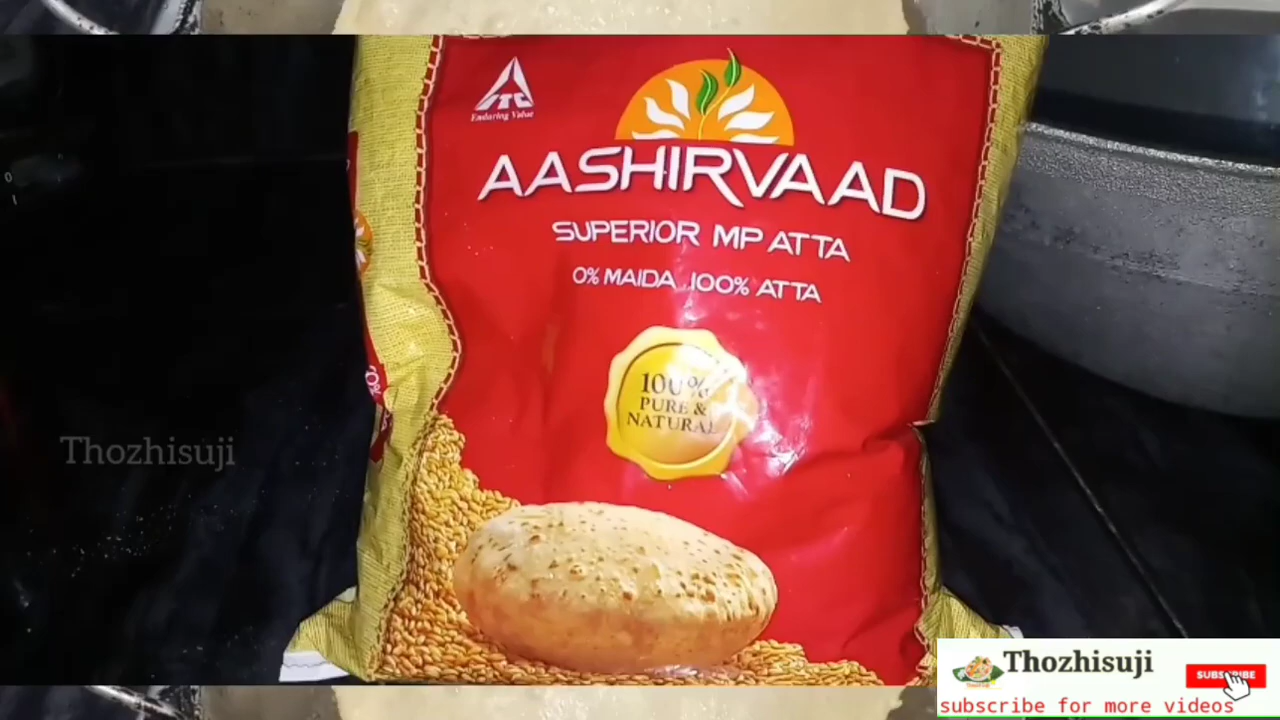 ITC
Enduring Value
AASHIRVAAD
SUPERIOR MP ATTA
0% MAIDA 100% ATTA
100%
PURE &
NATURAL
Thozhisuji
Thozhisuji
SUBSCRIBE
subscribe for more videos